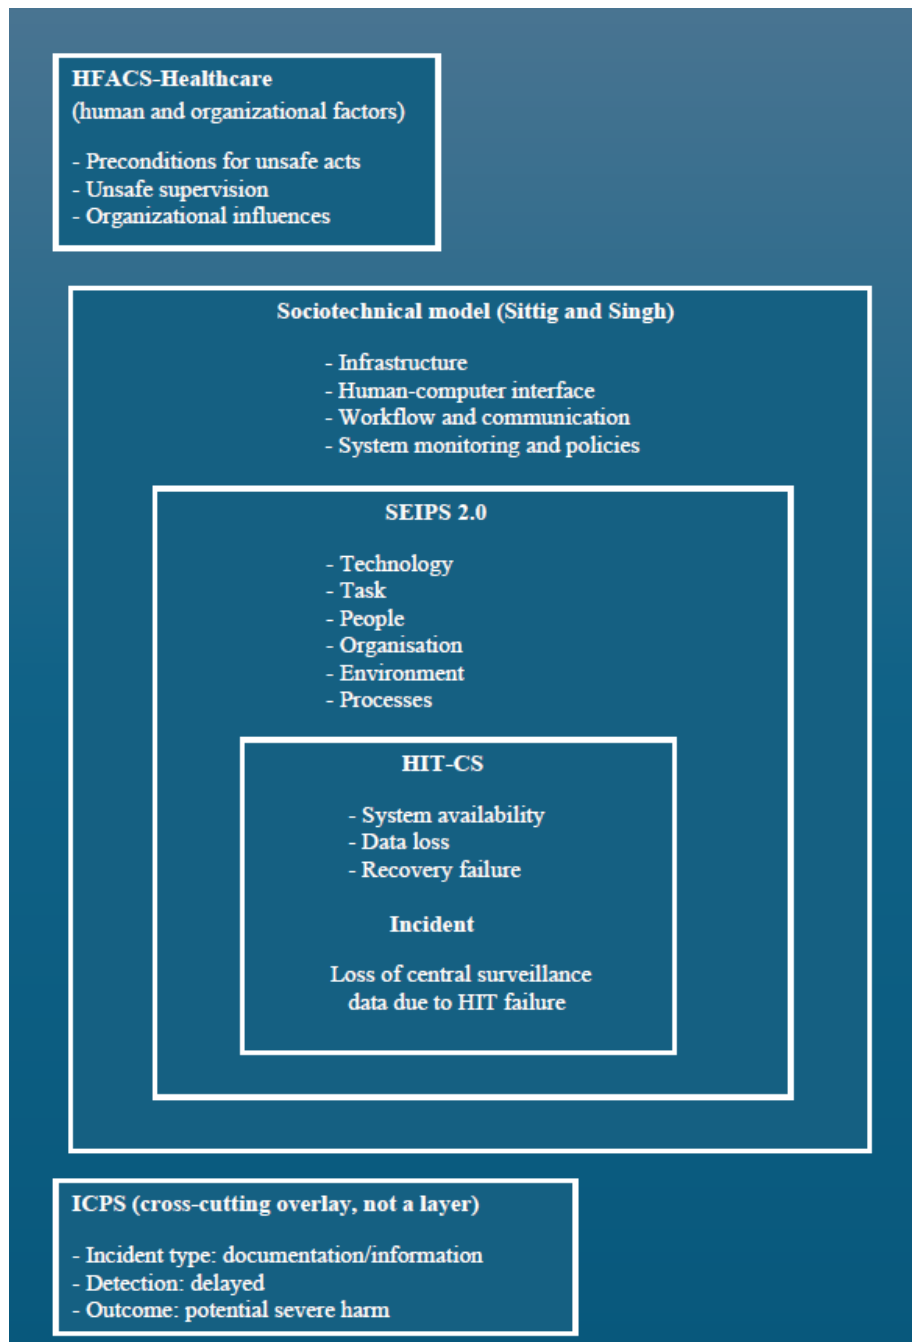 HFACS-Healthcare
(human and organizational factors)
- Preconditions for unsafe acts
- Unsafe supervision
- Organizational influences
Sociotechnical model (Sittig and Singh)
- Infrastructure
- Human-computer interface
- Workflow and communication
- System monitoring and policies
SEIPS 2.0
- Technology
- Task
- People
- Organisation
- Environment
- Processes
HIT-CS
- System availability
- Data loss
- Recovery failure
Incident
Loss of central surveillance
data due to HIT failure
ICPS (cross-cutting overlay, not a layer)
- Incident type: documentation/information
- Detection: delayed
- Outcome: potential severe harm